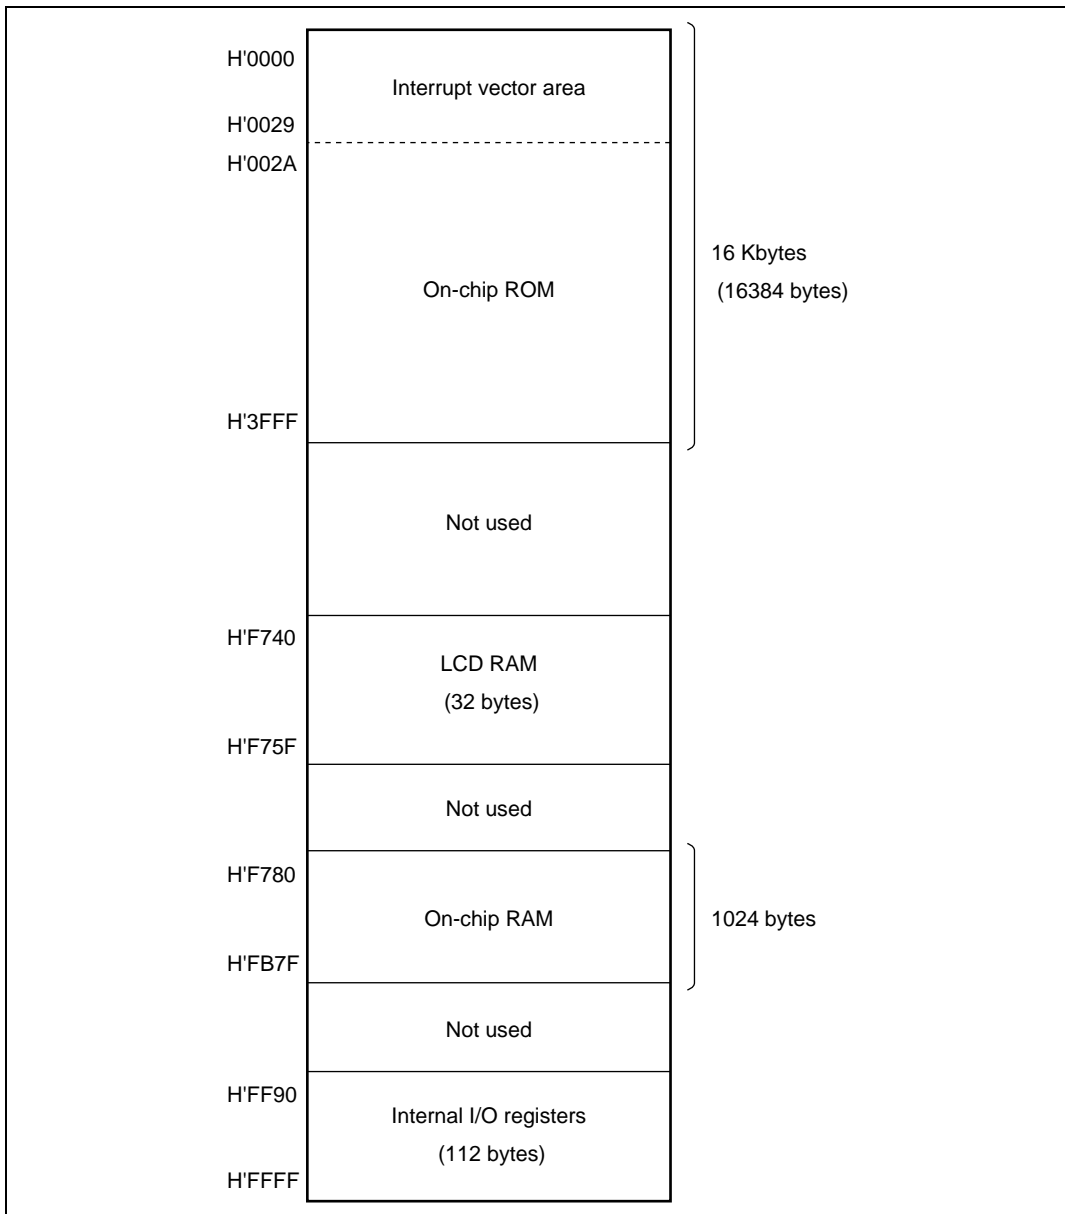 H'0000
Interrupt vector area
H'0029
H'002A
16 Kbytes
(16384 bytes)
On-chip ROM
H'3FFF
Not used
H'F740
LCD RAM
(32 bytes)
H'F75F
Not used
H'F780
On-chip RAM
1024 bytes
H'FB7F
Not used
H'FF90
Internal I/O registers
(112 bytes)
H'FFFF